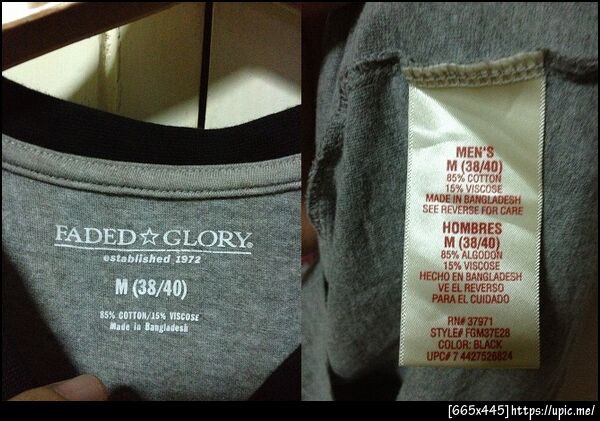 FADED☆GLORY®
established 1972
M (38/40)
85% COTTON/15% VISCOSE
Made in Bangladesh
MEN'S
M (38/40)
85% COTTON
15% VISCOSE
MADE IN BANGLADESH
SEE REVERSE FOR CARE
HOMBRES
M (38/40)
85% ALGODON
15% VISCOSE
HECHO EN BANGLADESH
VE EL REVERSO
PARA EL CUIDADO
RN# 37971
STYLE# FGM37E28
COLOR: BLACK
UPC# 7 4427526824
[665x445]https://upic.me/